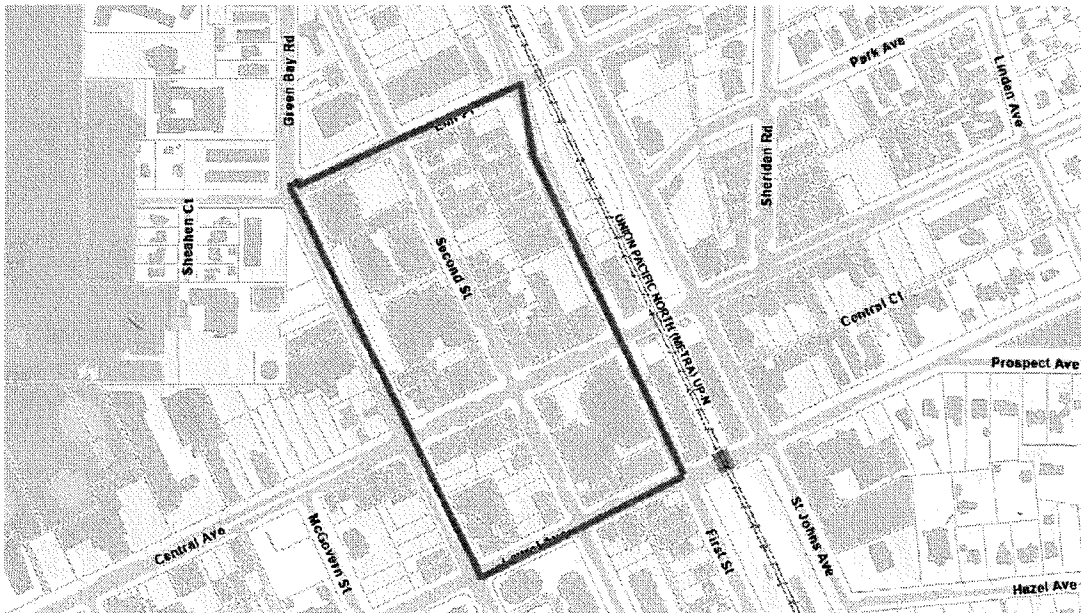 Green Bay Rd
Park Ave
Linden Ave
Sheridan Rd
Sheahen Ct
Second St
UNION PACIFIC NORTH (METRA) UP-N
Central Ct
Prospect Ave
Central Ave
McGovern St
First St
St Johns Ave
Hazel Ave